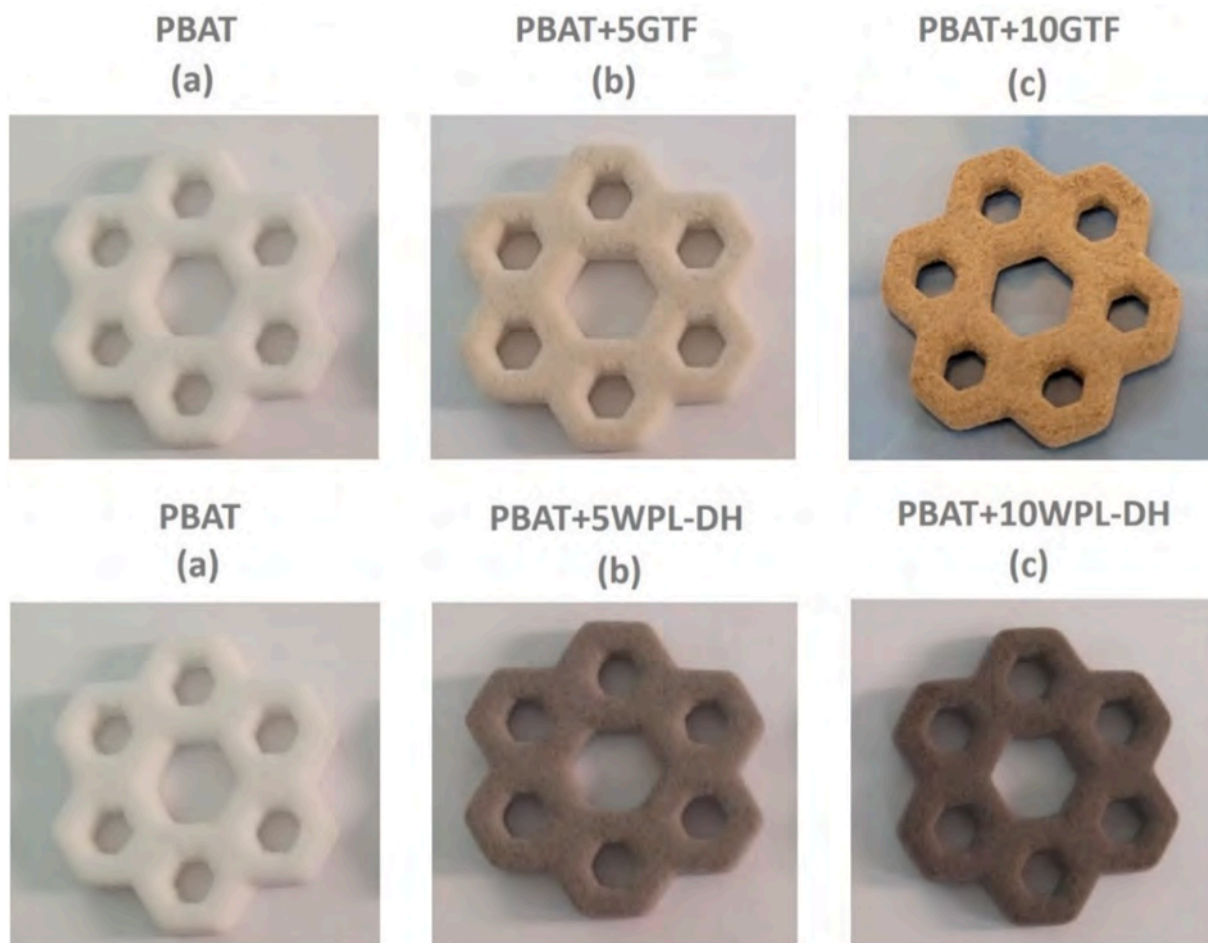 PBAT
(a)
PBAT+5GTF
(b)
PBAT+10GTF
(c)
PBAT
(a)
PBAT+5WPL-DH
(b)
PBAT+10WPL-DH
(c)